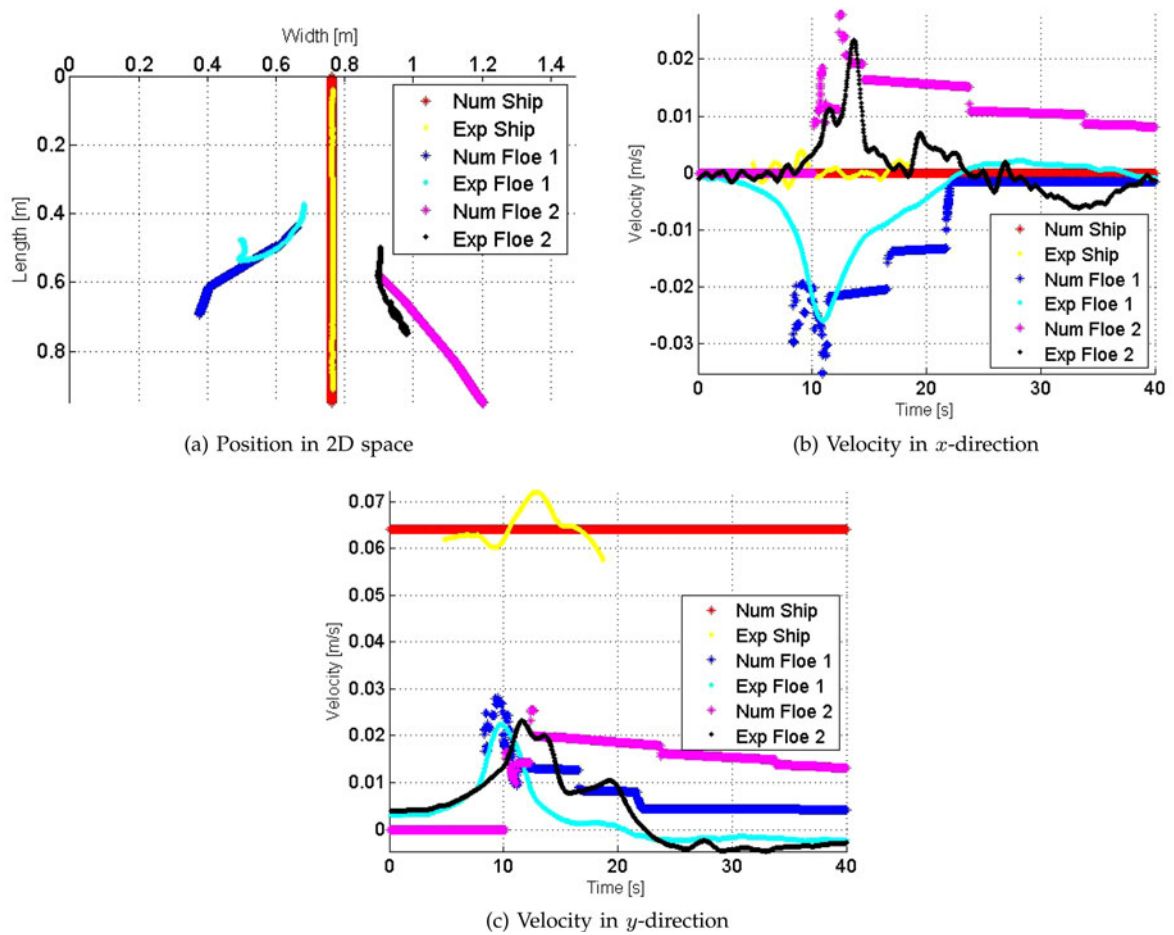 Width [m]
0 0.2 0.4 0.6 0.8 1 1.2 1.4
0
0.2
0.4
0.6
0.8
Length [m]
Num Ship
Exp Ship
Num Floe 1
Exp Floe 1
Num Floe 2
Exp Floe 2
(a) Position in 2D space
0.02
0.01
0
-0.01
-0.02
-0.03
Velocity [m/s]
Num Ship
Exp Ship
Num Floe 1
Exp Floe 1
Num Floe 2
Exp Floe 2
0 10 20 30 40
Time [s]
(b) Velocity in x-direction
0.07
0.06
0.05
0.04
0.03
0.02
0.01
0
Velocity [m/s]
Num Ship
Exp Ship
Num Floe 1
Exp Floe 1
Num Floe 2
Exp Floe 2
0 10 20 30 40
Time [s]
(c) Velocity in y-direction